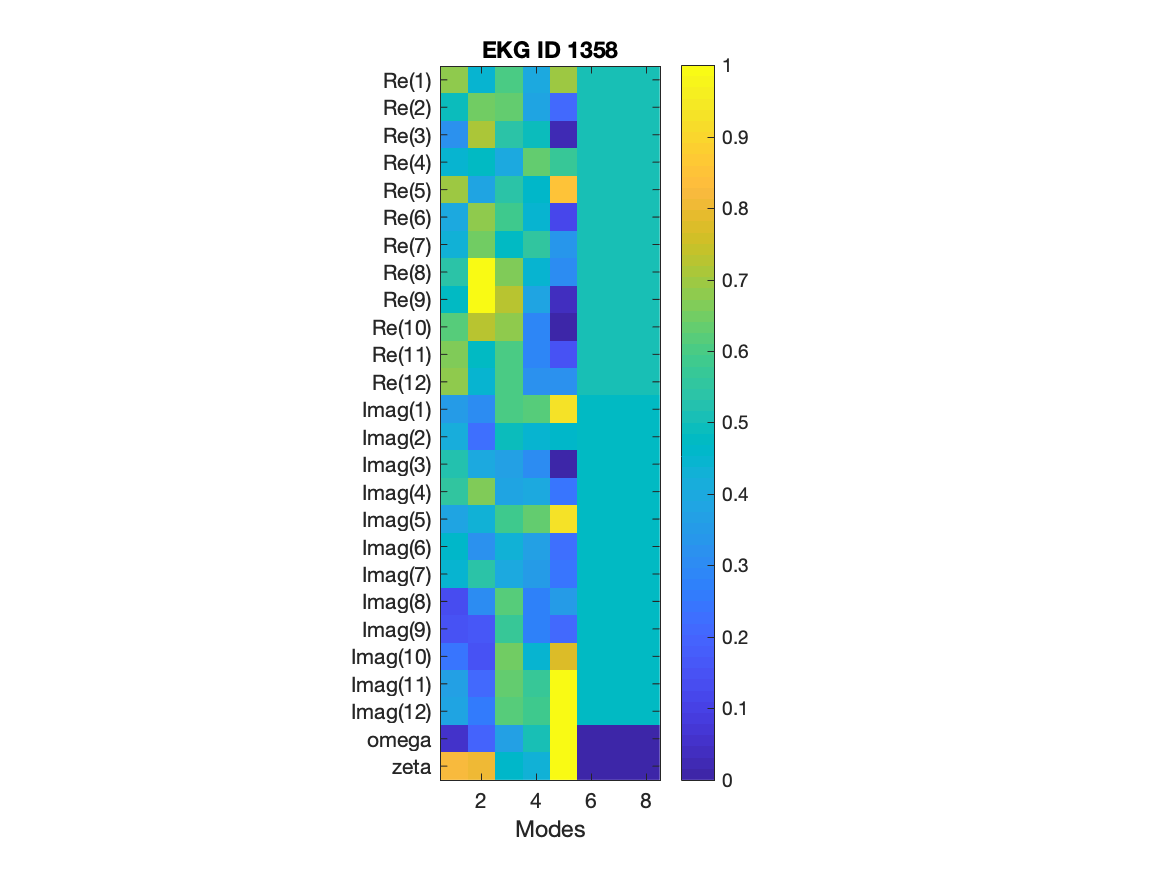 EKG ID 1358
Re(1)
Re(2)
Re(3)
Re(4)
Re(5)
Re(6)
Re(7)
Re(8)
Re(9)
Re(10)
Re(11)
Re(12)
Imag(1)
Imag(2)
Imag(3)
Imag(4)
Imag(5)
Imag(6)
Imag(7)
Imag(8)
Imag(9)
Imag(10)
Imag(11)
Imag(12)
omega
zeta
2 4 6 8
Modes
1
0.9
0.8
0.7
0.6
0.5
0.4
0.3
0.2
0.1
0